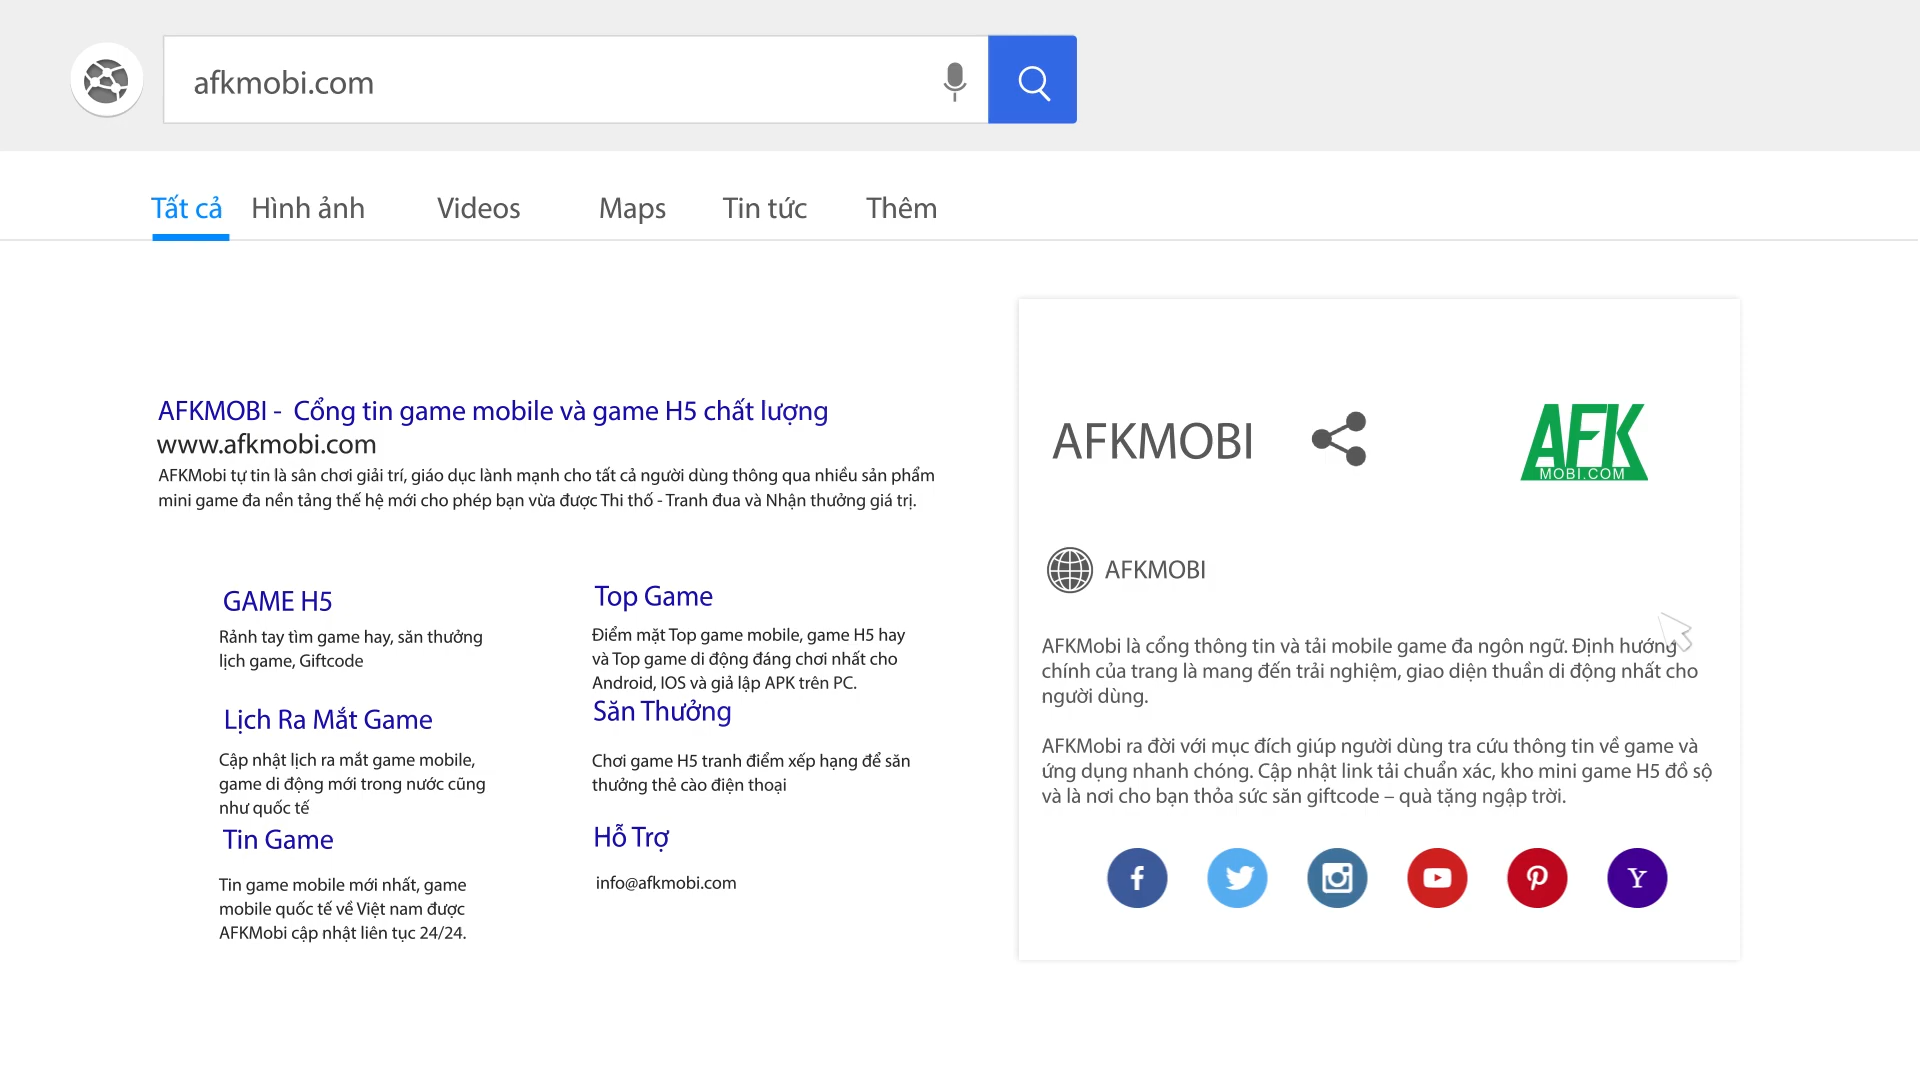 afkmobi.com
Tất cả
Hình ảnh
Videos
Maps
Tin tức
Thêm
AFKMOBI - Cổng tin game mobile và game H5 chất lượng
www.afkmobi.com
AFKMobi tự tin là sân chơi giải trí, giáo dục lành mạnh cho tất cả người dùng thông qua nhiều sản phẩm
mini game đa nền tảng thế hệ mới cho phép bạn vừa được Thi thố - Tranh đua và Nhận thưởng giá trị.
GAME H5
Rảnh tay tìm game hay, săn thưởng
lịch game, Giftcode
Lịch Ra Mắt Game
Cập nhật lịch ra mắt game mobile,
game di động mới trong nước cũng
như quốc tế
Tin Game
Tin game mobile mới nhất, game
mobile quốc tế về Việt nam được
AFKMobi cập nhật liên tục 24/24.
Top Game
Điểm mặt Top game mobile, game H5 hay
và Top game di động đáng chơi nhất cho
Android, IOS và giả lập APK trên PC.
Săn Thưởng
Chơi game H5 tranh điểm xếp hạng để săn
thưởng thẻ cào điện thoại
Hỗ Trợ
info@afkmobi.com
AFKMOBI
AFK
MOBI.COM
AFKMOBI
AFKMobi là cổng thông tin và tải mobile game đa ngôn ngữ. Định hướng
chính của trang là mang đến trải nghiệm, giao diện thuần di động nhất cho
người dùng.
AFKMobi ra đời với mục đích giúp người dùng tra cứu thông tin về game và
ứng dụng nhanh chóng. Cập nhật link tải chuẩn xác, kho mini game H5 đồ sộ
và là nơi cho bạn thỏa sức săn giftcode – quà tặng ngập trời.